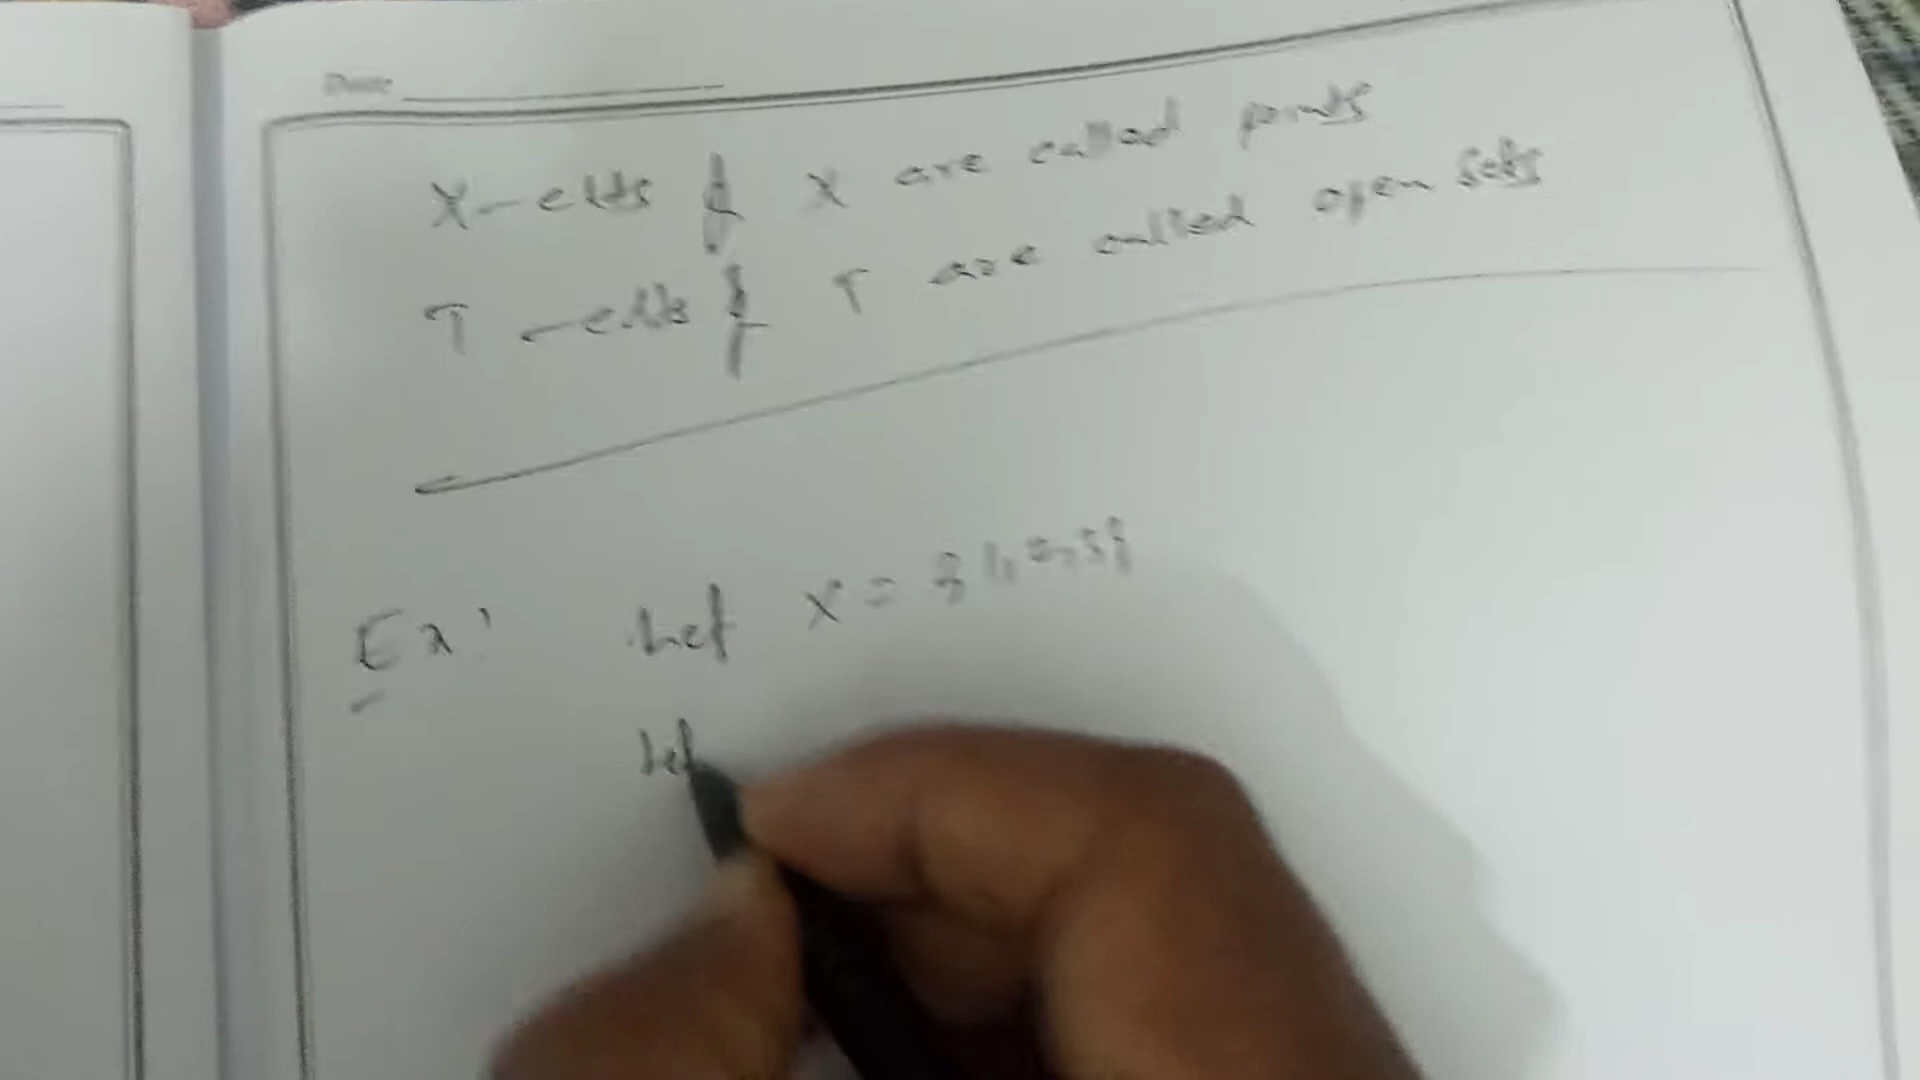 Date
X - elts of X are called points
T - elts of T are called open sets
Ex: Let X = {1, 2, 3}
Let